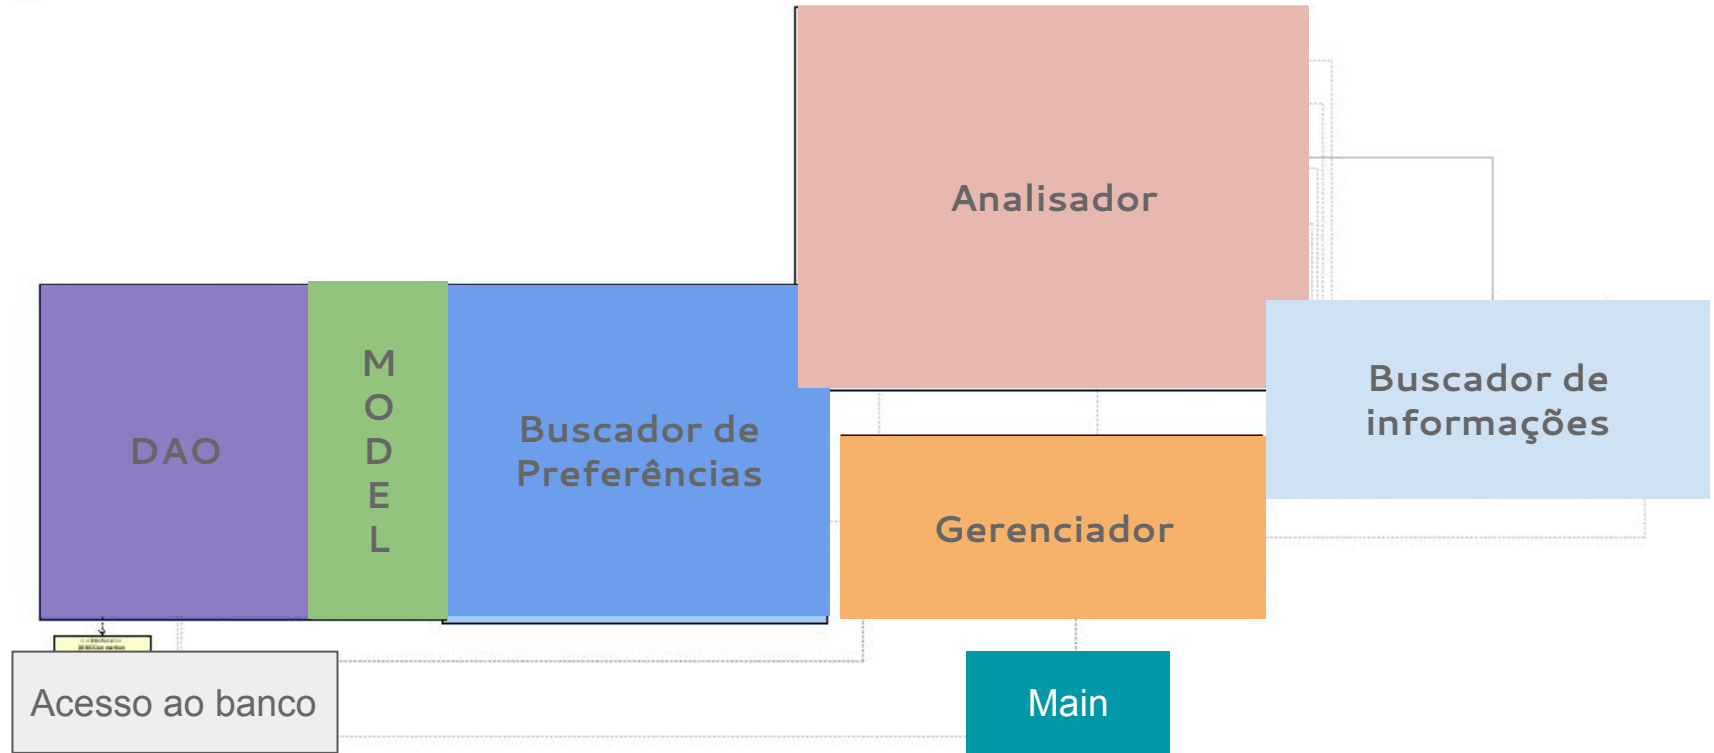 Analisador
DAO
M
O
D
E
L
Buscador de
Preferências
Buscador de
informações
Gerenciador
Acesso ao banco
Main